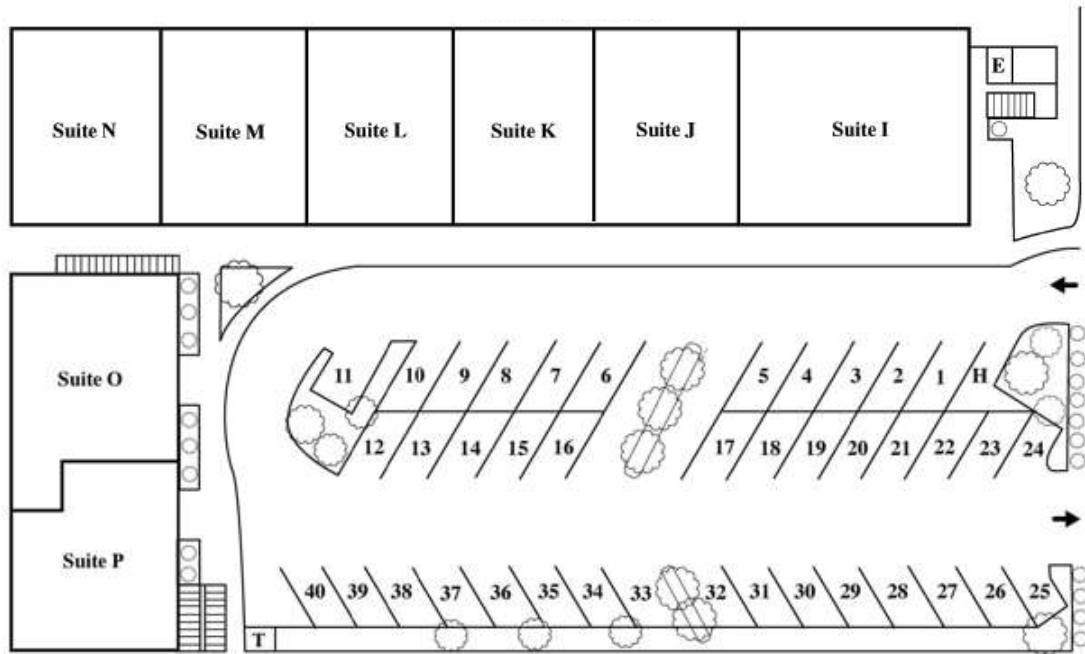 E
Suite N Suite M Suite L Suite K Suite J Suite I
Suite O
11 10 9 8 7 6 5 4 3 2 1 H
12 13 14 15 16 17 18 19 20 21 22 23 24
Suite P
40 39 38 37 36 35 34 33 32 31 30 29 28 27 26 25
T